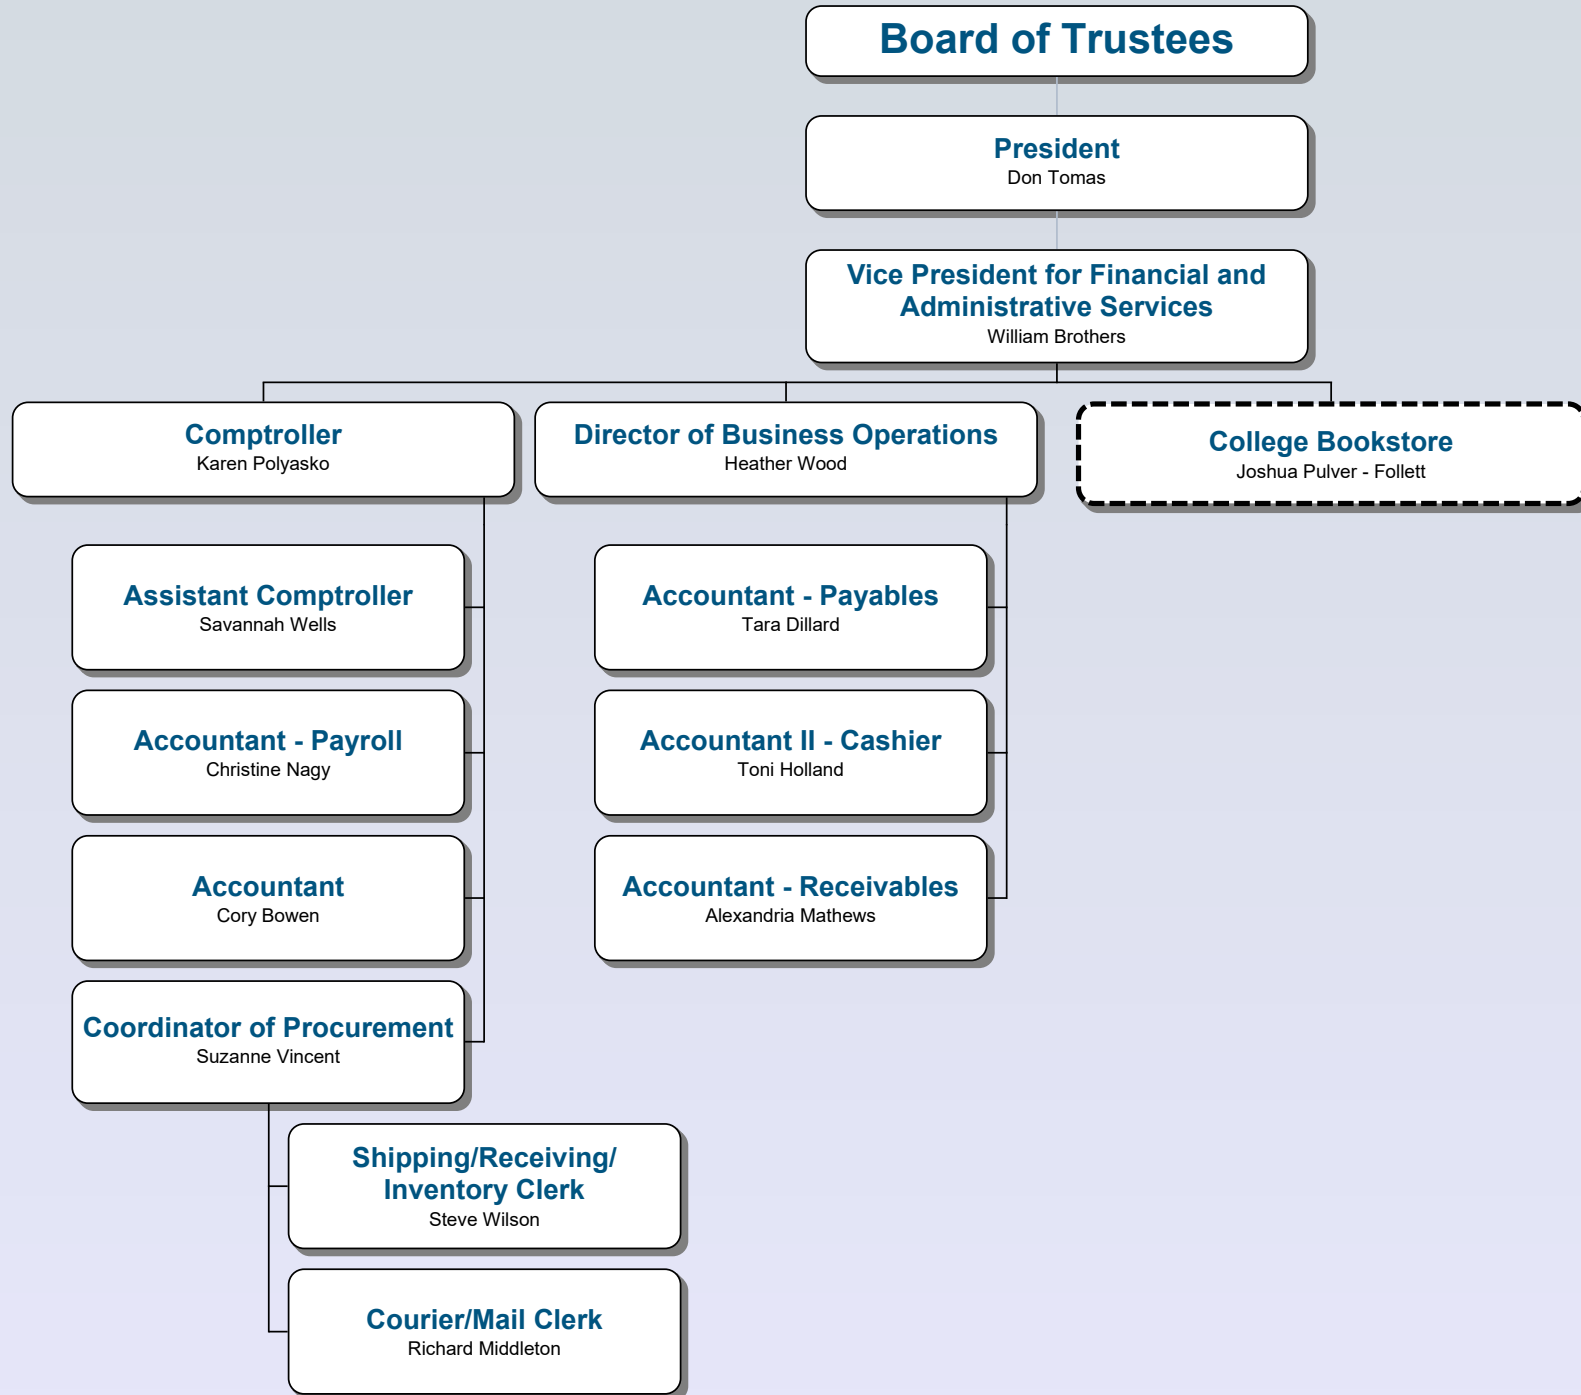 Board of Trustees
President
Don Tomas
Vice President for Financial and
Administrative Services
William Brothers
Comptroller
Karen Polyasko
Director of Business Operations
Heather Wood
College Bookstore
Joshua Pulver - Follett
Assistant Comptroller
Savannah Wells
Accountant - Payroll
Christine Nagy
Accountant
Cory Bowen
Coordinator of Procurement
Suzanne Vincent
Shipping/Receiving/
Inventory Clerk
Steve Wilson
Courier/Mail Clerk
Richard Middleton
Accountant - Payables
Tara Dillard
Accountant II - Cashier
Toni Holland
Accountant - Receivables
Alexandria Mathews